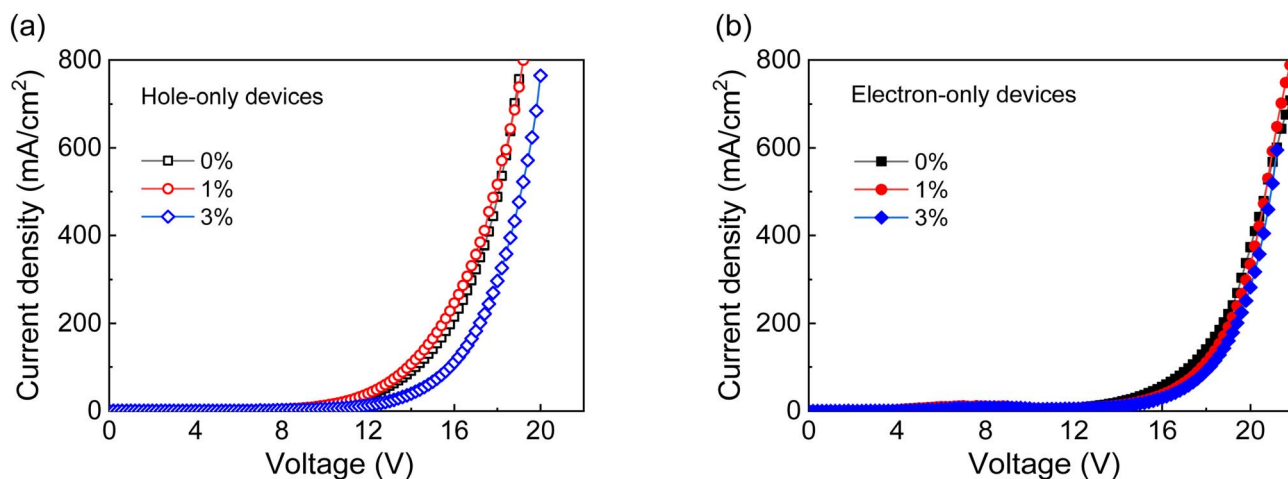 (a)
800
600
400
200
0
Current density (mA/cm²)
Hole-only devices
0%
1%
3%
0 4 8 12 16 20
Voltage (V)
(b)
800
600
400
200
0
Current density (mA/cm²)
Electron-only devices
0%
1%
3%
0 4 8 12 16 20
Voltage (V)